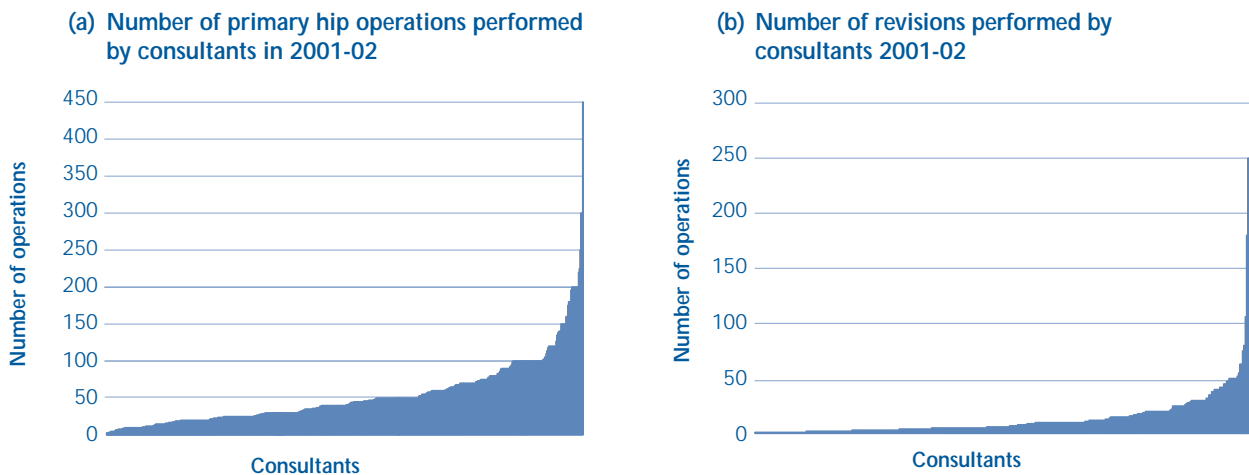 (a) Number of primary hip operations performed
by consultants in 2001-02
450
400
350
300
250
200
150
100
50
0
Number of operations
Consultants
(b) Number of revisions performed by
consultants 2001-02
300
250
200
150
100
50
0
Number of operations
Consultants